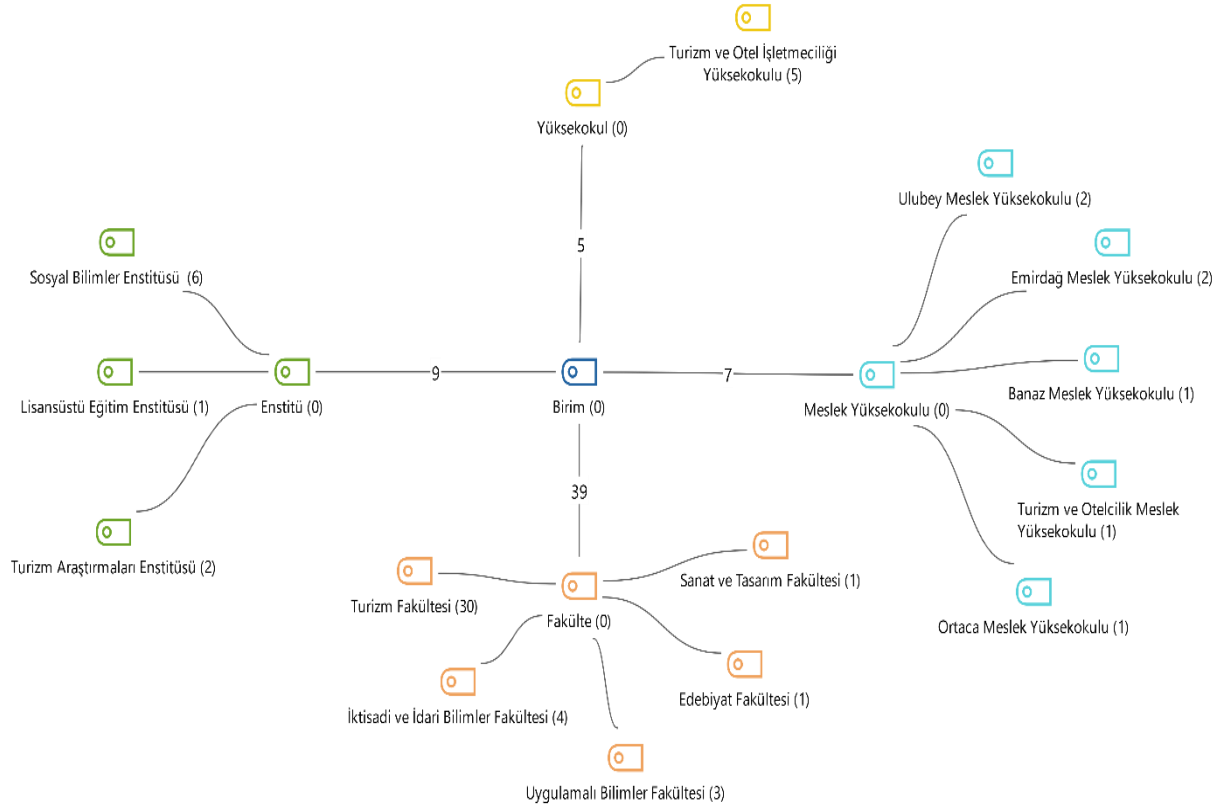 Turizm ve Otel İşletmeciliği
Yüksekokulu (5)
Yüksekokul (0)
Ulubey Meslek Yüksekokulu (2)
5
Emirdağ Meslek Yüksekokulu (2)
Sosyal Bilimler Enstitüsü (6)
9
7
Banaz Meslek Yüksekokulu (1)
Lisansüstü Eğitim Enstitüsü (1)
Enstitü (0)
Birim (0)
Meslek Yüksekokulu (0)
39
Turizm ve Otelcilik Meslek
Yüksekokulu (1)
Turizm Araştırmaları Enstitüsü (2)
Sanat ve Tasarım Fakültesi (1)
Turizm Fakültesi (30)
Fakülte (0)
Ortaca Meslek Yüksekokulu (1)
Edebiyat Fakültesi (1)
İktisadi ve İdari Bilimler Fakültesi (4)
Uygulamalı Bilimler Fakültesi (3)